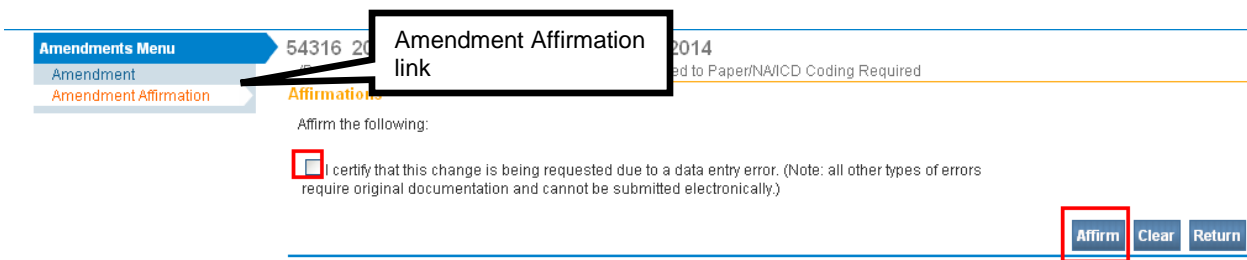 Amendments Menu
Amendment
Amendment Affirmation
Amendment Affirmation
link
54316 2014
ed to Paper/NA/ICD Coding Required
Affirmations
Affirm the following:
I certify that this change is being requested due to a data entry error. (Note: all other types of errors
require original documentation and cannot be submitted electronically.)
Affirm Clear Return